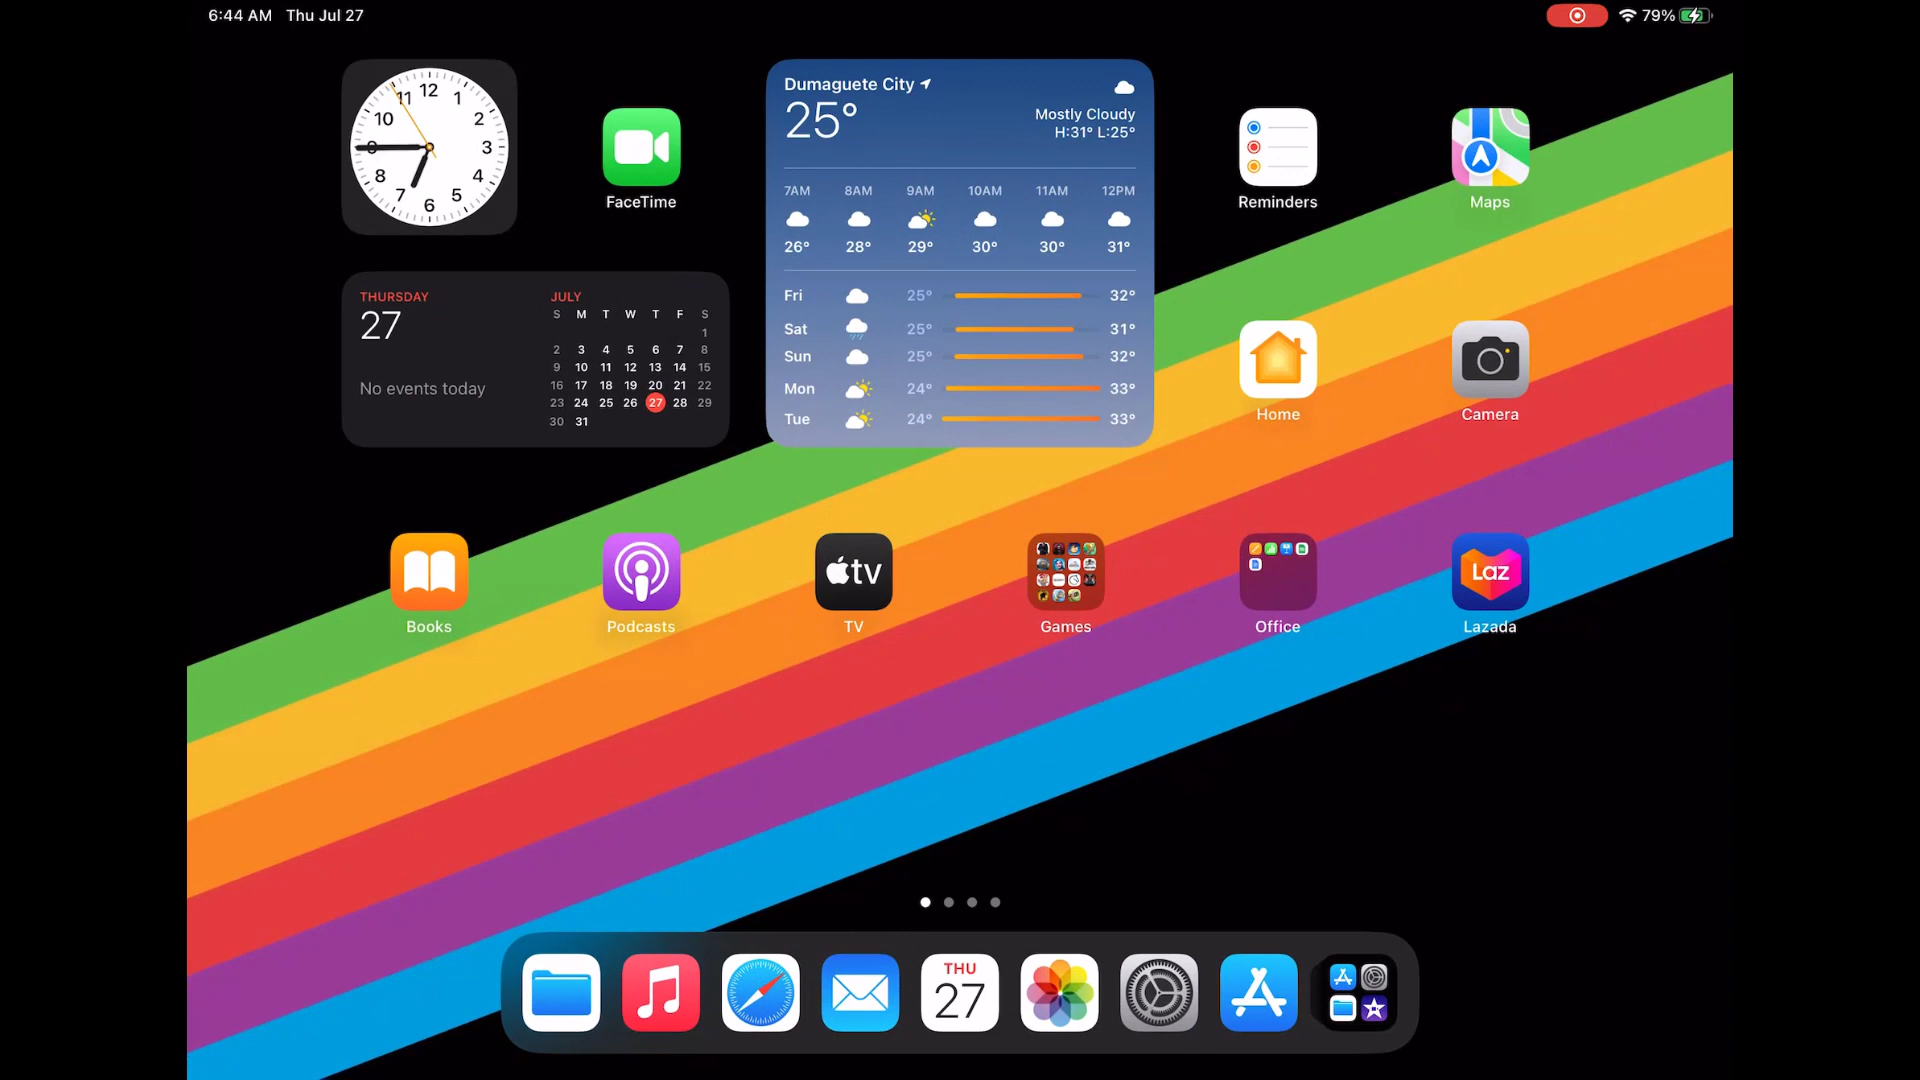 6:44 AM Thu Jul 27
79%
12
1
2
3
4
5
6
7
8
9
10
11
FaceTime
Dumaguete City
25°
Mostly Cloudy
H:31° L:25°
7AM 8AM 9AM 10AM 11AM 12PM
26° 28° 29° 30° 30° 31°
Fri 25° 32°
Sat 25° 31°
Sun 25° 32°
Mon 24° 33°
Tue 24° 33°
Reminders
Maps
THURSDAY
27
No events today
JULY
S M T W T F S
1
2 3 4 5 6 7 8
9 10 11 12 13 14 15
16 17 18 19 20 21 22
23 24 25 26 27 28 29
30 31
Home
Camera
tv
Laz
Books
Podcasts
TV
Games
Office
Lazada
THU
27